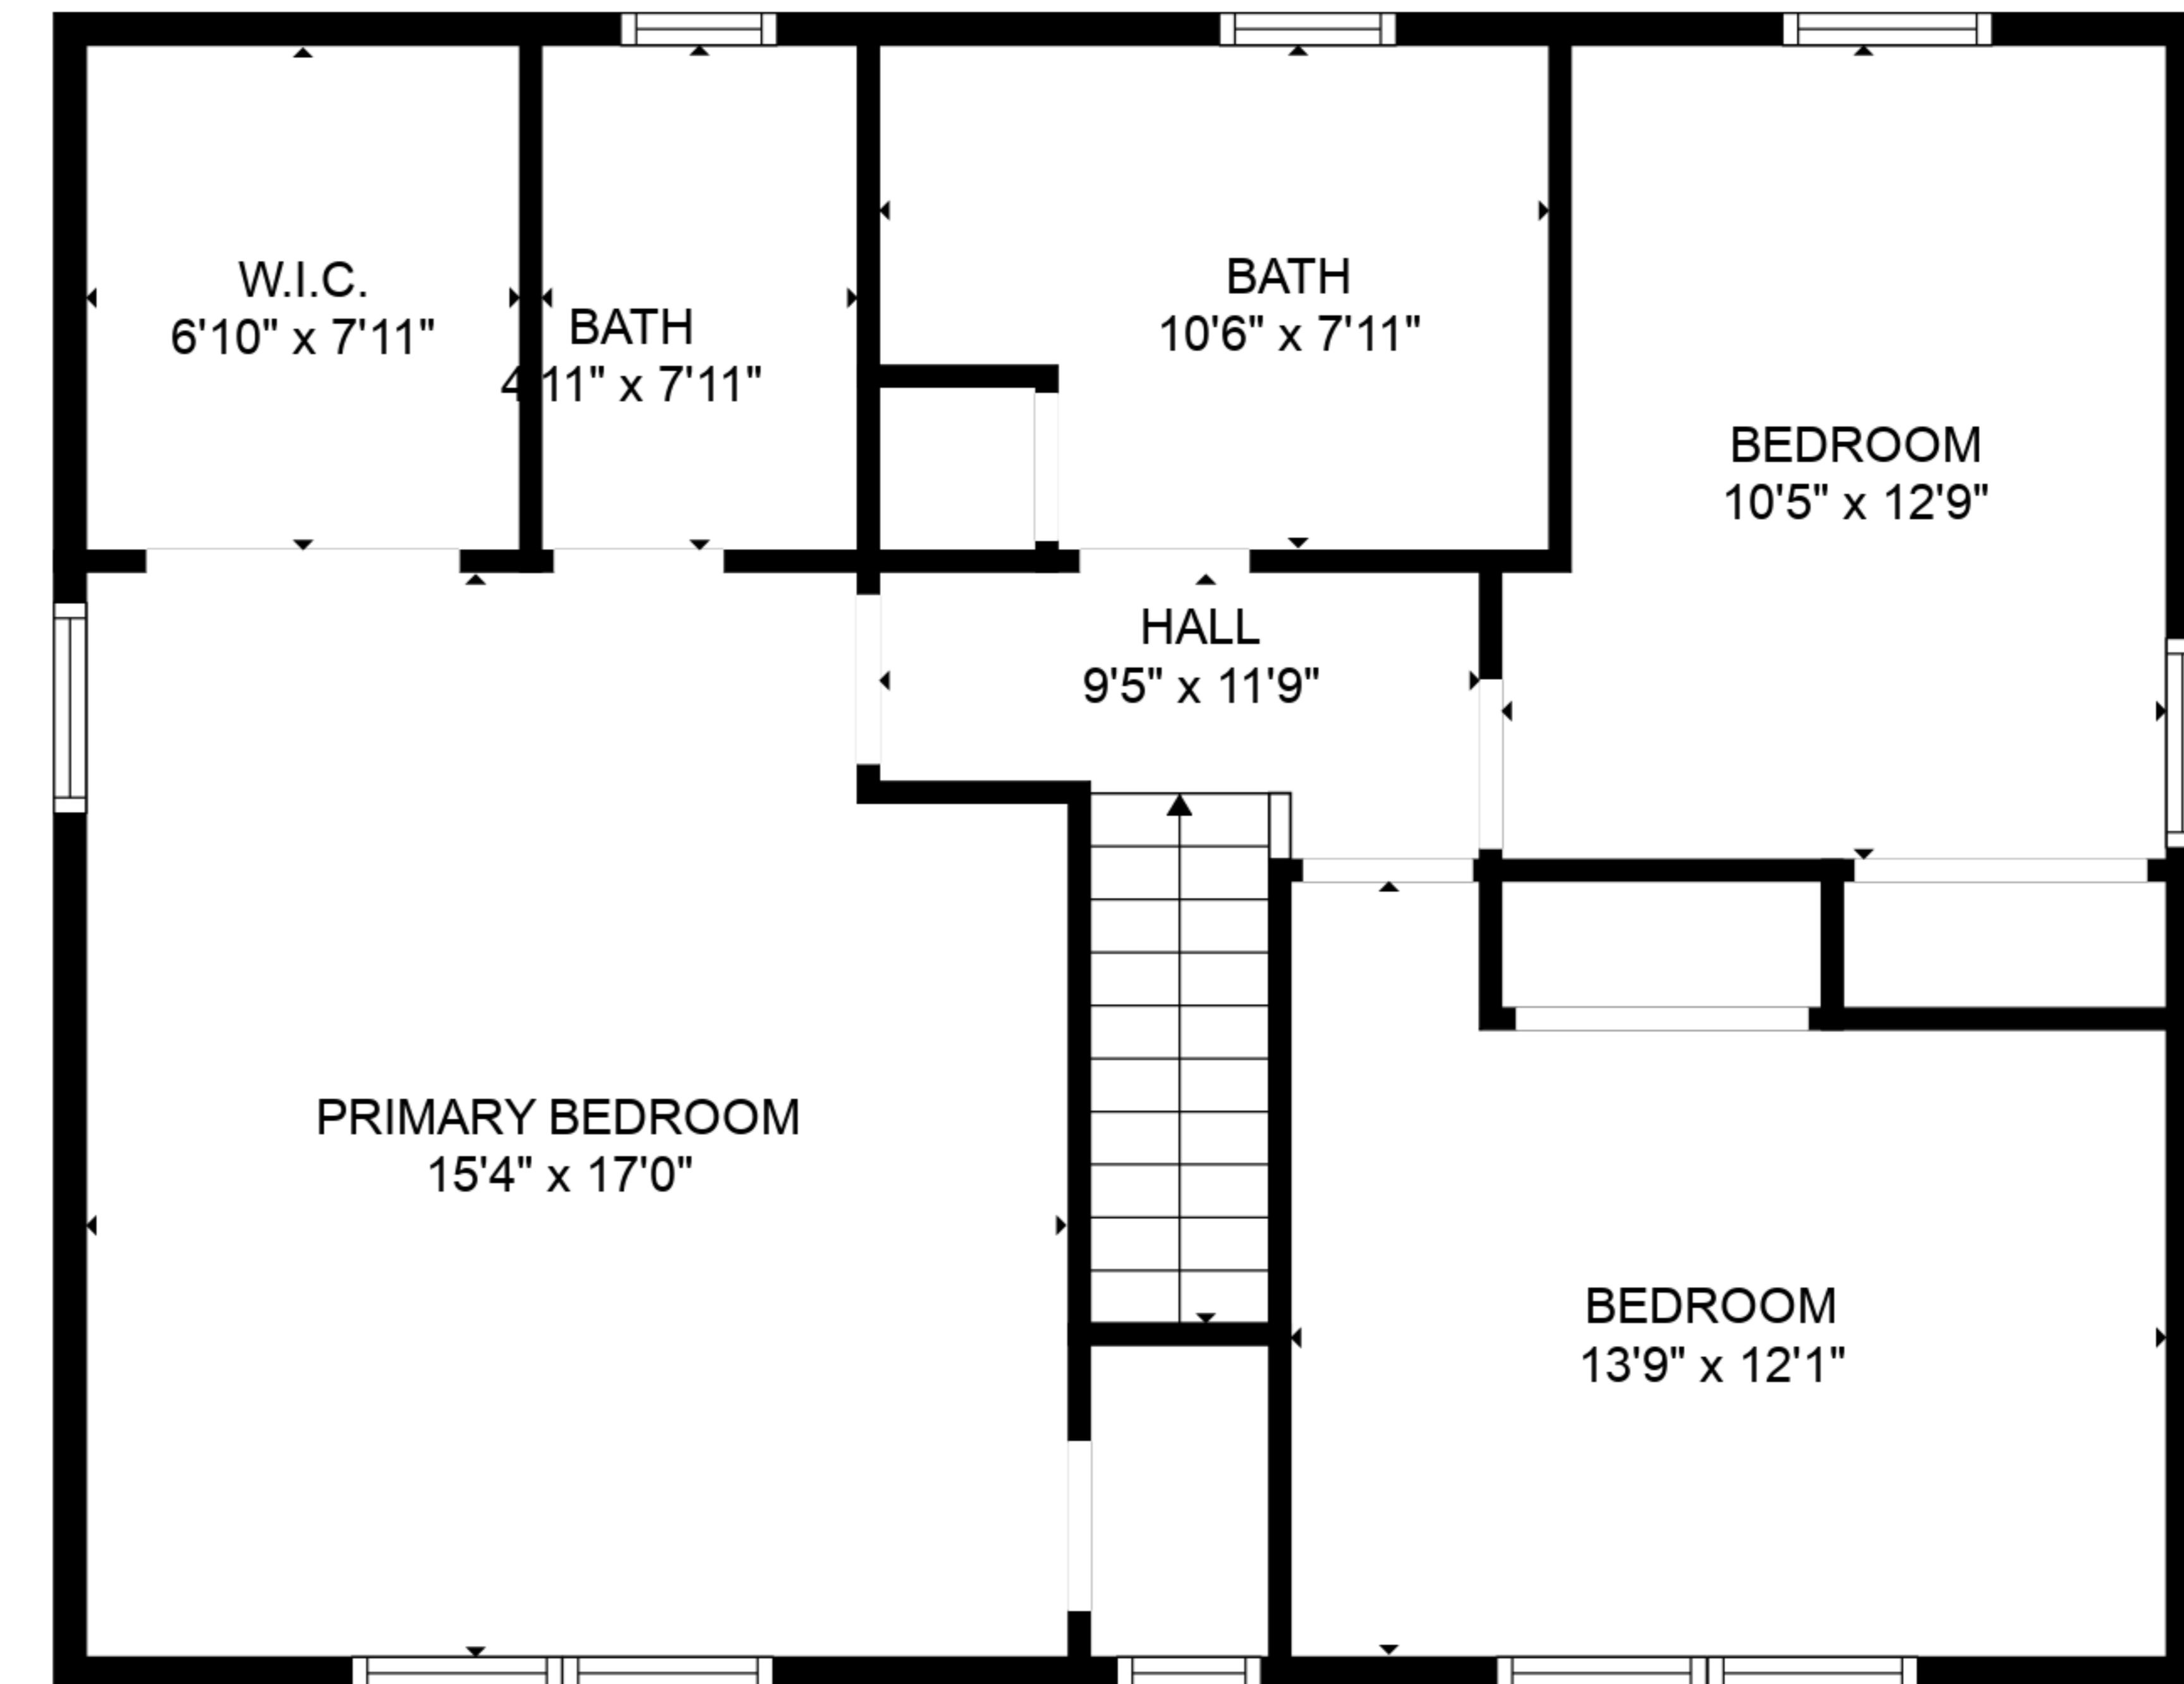 W.I.C.
6'10" x 7'11"
BATH
4'11" x 7'11"
BATH
10'6" x 7'11"
BEDROOM
10'5" x 12'9"
HALL
9'5" x 11'9"
PRIMARY BEDROOM
15'4" x 17'0"
BEDROOM
13'9" x 12'1"